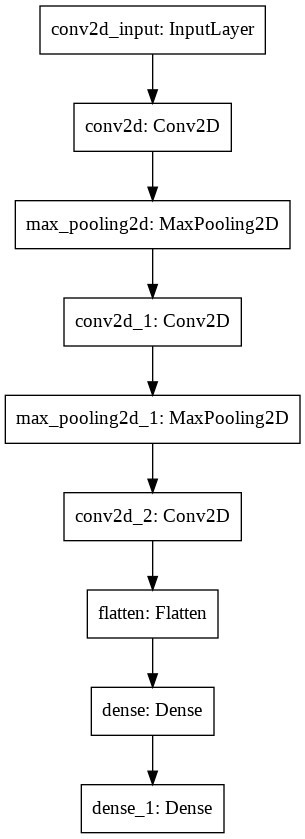 conv2d_input: InputLayer
conv2d: Conv2D
max_pooling2d: MaxPooling2D
conv2d_1: Conv2D
max_pooling2d_1: MaxPooling2D
conv2d_2: Conv2D
flatten: Flatten
dense: Dense
dense_1: Dense